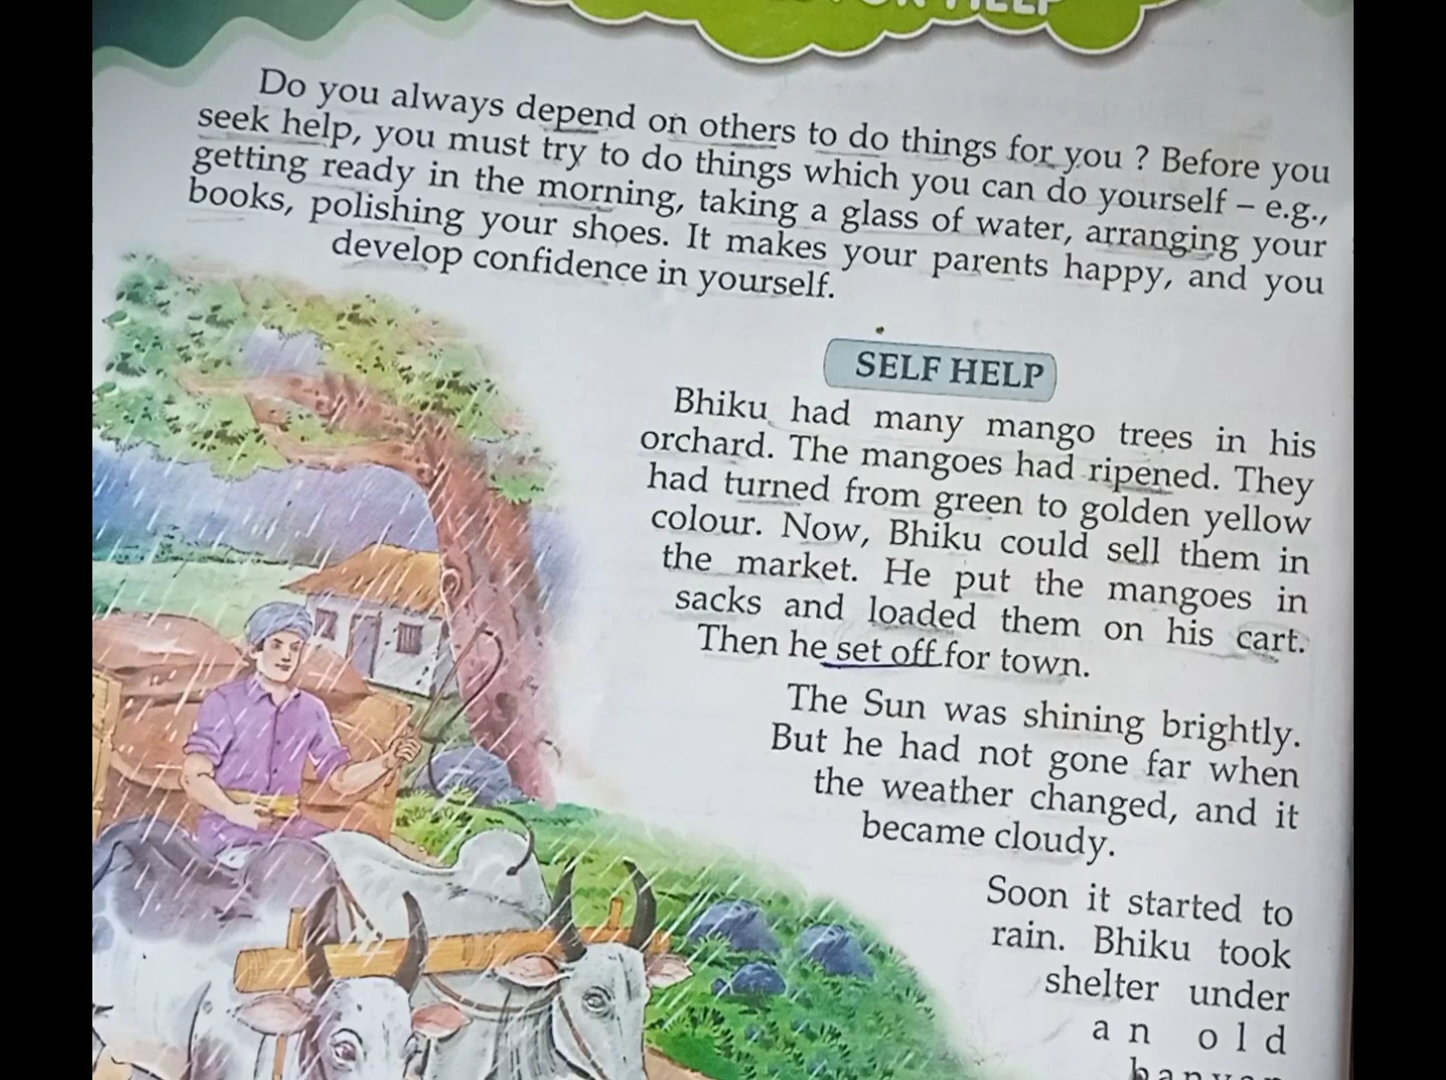 HELP
Do you always depend on others to do things for you ? Before you
seek help, you must try to do things which you can do yourself – e.g.,
getting ready in the morning, taking a glass of water, arranging your
books, polishing your shoes. It makes your parents happy, and you
develop confidence in yourself.
SELF HELP
Bhiku had many mango trees in his
orchard. The mangoes had ripened. They
had turned from green to golden yellow
colour. Now, Bhiku could sell them in
the market. He put the mangoes in
sacks and loaded them on his cart.
Then he set off for town.
The Sun was shining brightly.
But he had not gone far when
the weather changed, and it
became cloudy.
Soon it started to
rain. Bhiku took
shelter under
an old